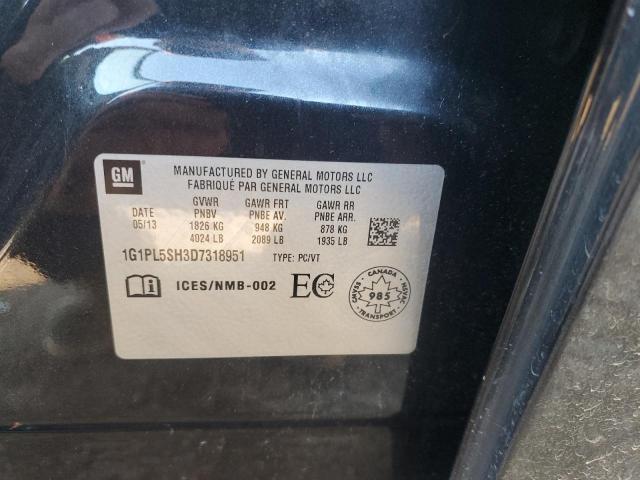 GM
MANUFACTURED BY GENERAL MOTORS LLC
FABRIQUÉ PAR GENERAL MOTORS LLC
GVWR GAWR FRT GAWR RR
DATE PNBV PNBE AV. PNBE ARR.
05/13 1826 KG 948 KG 878 KG
4024 LB 2089 LB 1935 LB
1G1PL5SH3D7318951 TYPE: PC/VT
i ICES/NMB-002 EC
CANADA
CMVSS 985 NSVAC
TRANSPORT